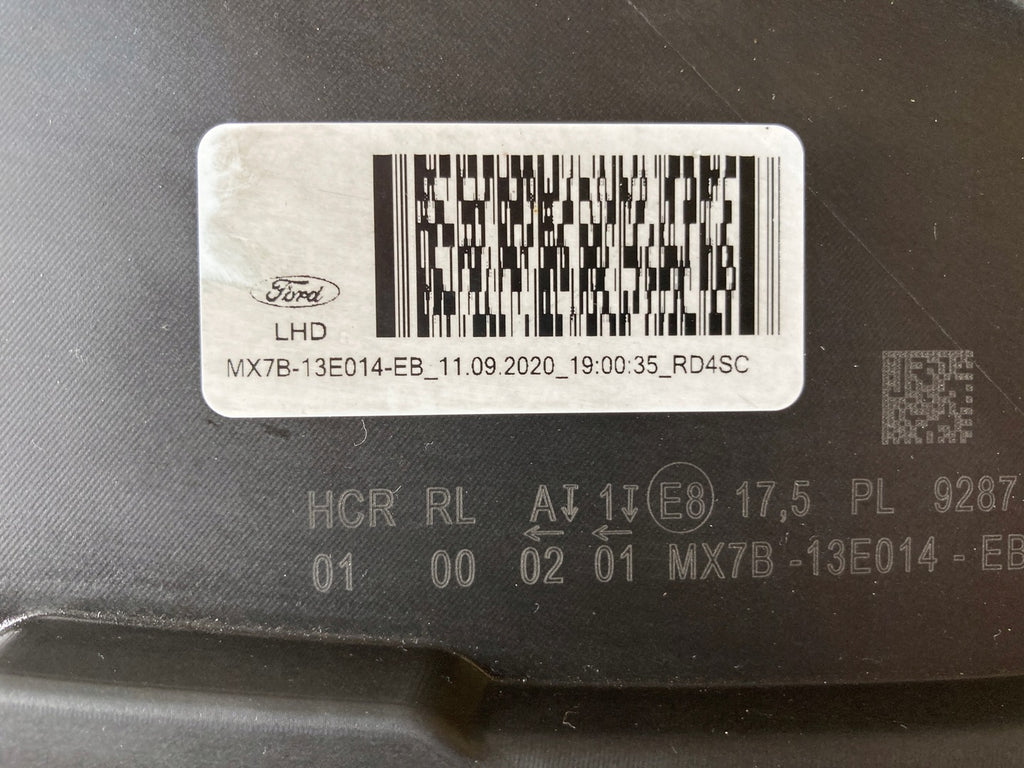 Ford
LHD
MX7B-13E014-EB_11.09.2020_19:00:35_RD4SC
HCR RL A↓ 1↓ E8 17,5 PL 9287
← ←
01 00 02 01 MX7B -13E014 - EB